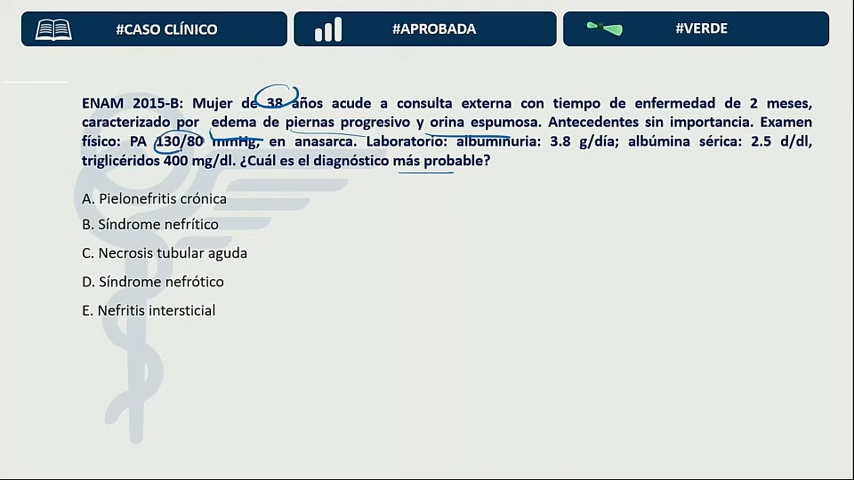 #CASO CLÍNICO
#APROBADA
#VERDE
ENAM 2015-B: Mujer de 38 años acude a consulta externa con tiempo de enfermedad de 2 meses,
caracterizado por edema de piernas progresivo y orina espumosa. Antecedentes sin importancia. Examen
físico: PA 130/80 mmHg, en anasarca. Laboratorio: albuminuria: 3.8 g/día; albúmina sérica: 2.5 d/dl,
triglicéridos 400 mg/dl. ¿Cuál es el diagnóstico más probable?
A. Pielonefritis crónica
B. Síndrome nefrítico
C. Necrosis tubular aguda
D. Síndrome nefrótico
E. Nefritis intersticial